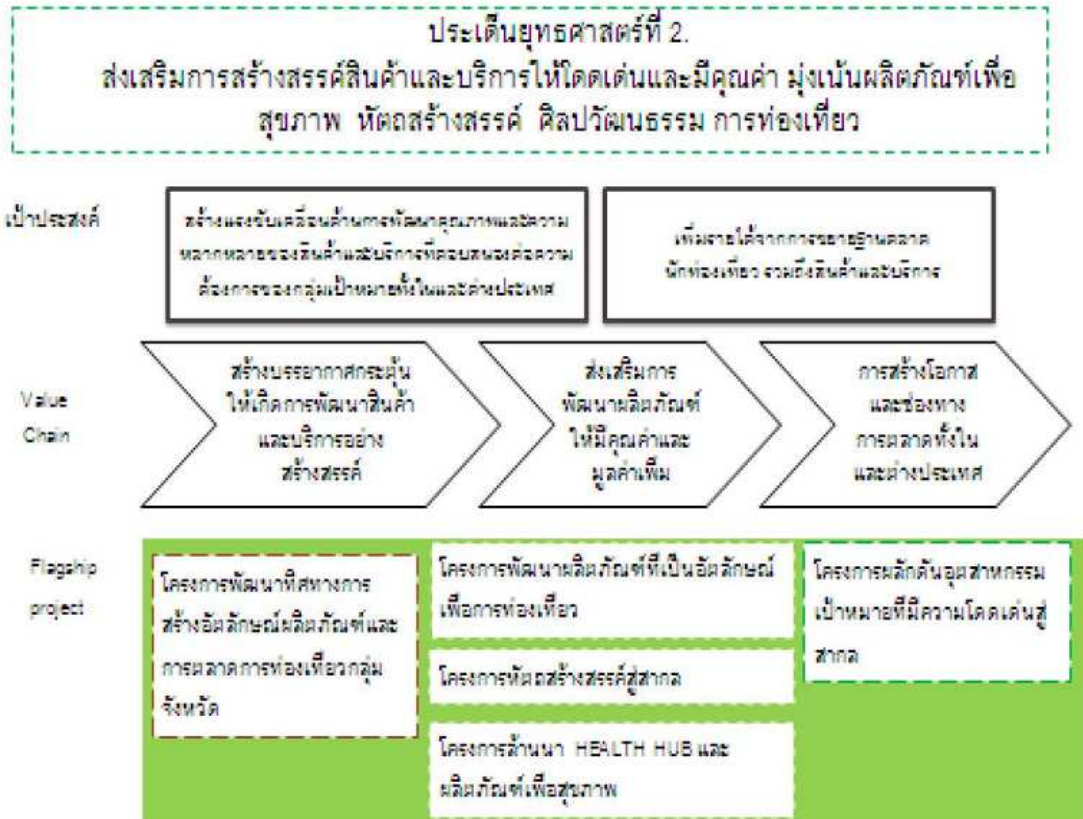 ประเด็นยุทธศาสตร์ที่ 2.
ส่งเสริมการสร้างสรรค์สินค้าและบริการให้โดดเด่นและมีคุณค่า มุ่งเน้นผลิตภัณฑ์เพื่อ
สุขภาพ หัตถสร้างสรรค์ ศิลปวัฒนธรรม การท่องเที่ยว
เป้าประสงค์
สร้างแรงขับเคลื่อนด้านการพัฒนาคุณภาพและความ
หลากหลายของสินค้าและบริการที่ตอบสนองต่อความ
ต้องการของกลุ่มเป้าหมายทั้งในและต่างประเทศ
เพิ่มรายได้จากการขยายฐานตลาด
นักท่องเที่ยว รวมถึงสินค้าและบริการ
Value
Chain
สร้างบรรยากาศกระตุ้น
ให้เกิดการพัฒนาสินค้า
และบริการอย่าง
สร้างสรรค์
ส่งเสริมการ
พัฒนาผลิตภัณฑ์
ให้มีคุณค่าและ
มูลค่าเพิ่ม
การสร้างโอกาส
และช่องทาง
การตลาดทั้งใน
และต่างประเทศ
Flagship
project
โครงการพัฒนาทิศทางการ
สร้างอัตลักษณ์ผลิตภัณฑ์และ
การตลาดการท่องเที่ยวกลุ่ม
จังหวัด
โครงการพัฒนาผลิตภัณฑ์ที่เป็นอัตลักษณ์
เพื่อการท่องเที่ยว
โครงการหัตถสร้างสรรค์สู่สากล
โครงการล้านนา HEALTH HUB และ
ผลิตภัณฑ์เพื่อสุขภาพ
โครงการผลักดันอุตสาหกรรม
เป้าหมายที่มีความโดดเด่นสู่
สากล